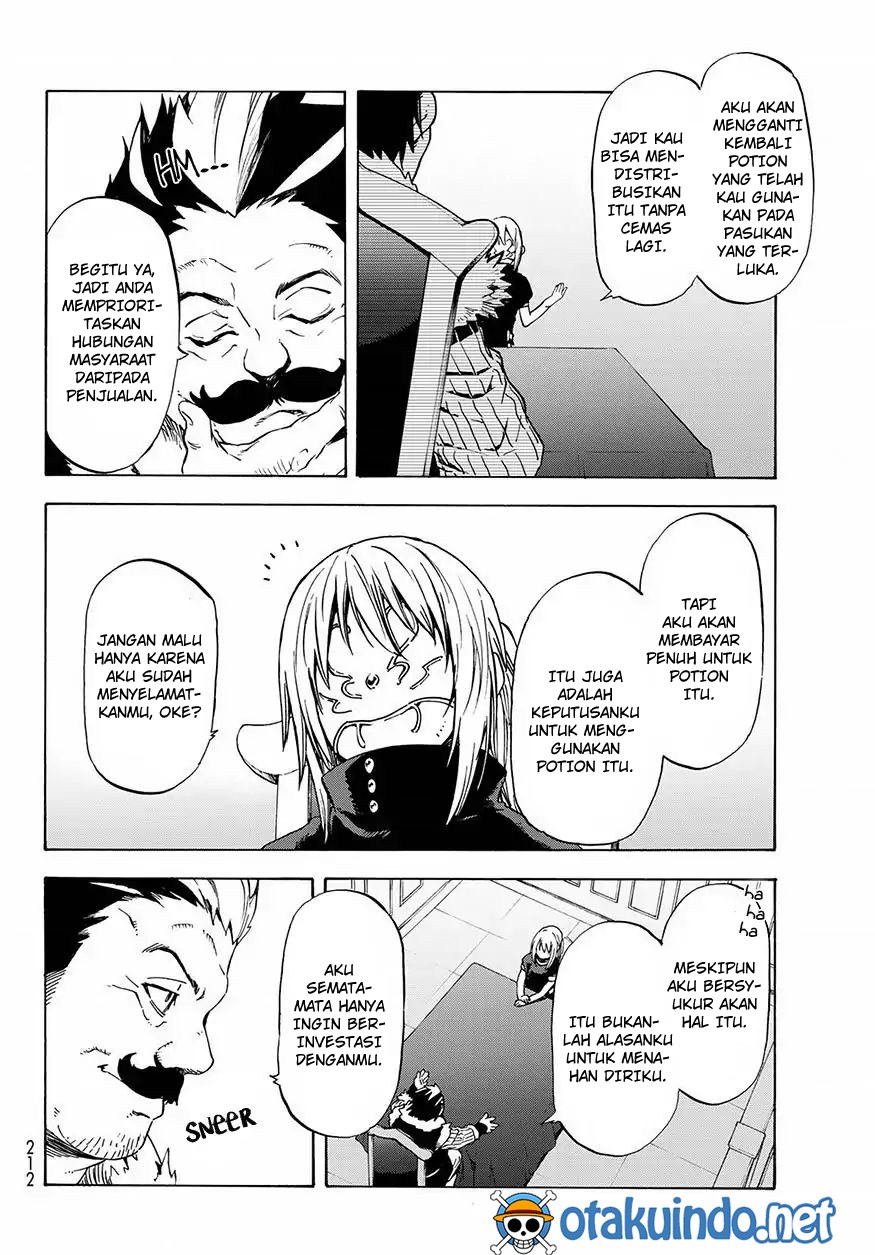 AKU AKAN
MENGGANTI
KEMBALI
POTION
YANG TELAH
KAU GUNA-
KAN PADA
PASUKAN
YANG TER-
LUKA.
JADI KAU
BISA MEN-
DISTRI-
BUSIKAN
ITU TANPA
CEMAS
LAGI.
HM.....
BEGITU YA,
JADI ANDA
MEMPRIORI-
TASKAN
HUBUNGAN
MASYARAAT
DARIPADA
PENJUALAN.
TAPI
AKU AKAN
MEMBAYAR
PENUH UNTUK
POTION
ITU.
ITU JUGA
ADALAH
KEPUTUSANKU
UNTUK MENG-
GUNAKAN
POTION ITU.
JANGAN MALU
HANYA KARENA
AKU SUDAH
MENYELAMAT-
KANMU, OKE?
ha
ha
ha
MESKIPUN
AKU BERSY-
UKUR AKAN
HAL ITU.
ITU BUKAN-
LAH ALASANKU
UNTUK MENA-
HAN DIRIKU.
AKU
SEMATA-
MATA HANYA
INGIN BER-
INVESTASI
DENGANMU.
SNEER
212
otakuindo.net